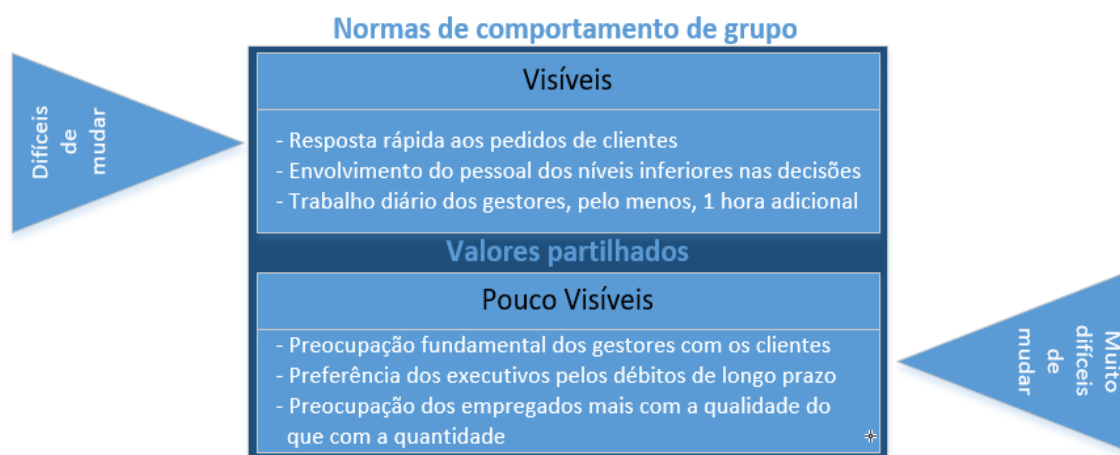 Normas de comportamento de grupo
Difíceis
de
mudar
Visíveis
- Resposta rápida aos pedidos de clientes
- Envolvimento do pessoal dos níveis inferiores nas decisões
- Trabalho diário dos gestores, pelo menos, 1 hora adicional
Valores partilhados
Pouco Visíveis
- Preocupação fundamental dos gestores com os clientes
- Preferência dos executivos pelos débitos de longo prazo
- Preocupação dos empregados mais com a qualidade do
que com a quantidade
Muito
difíceis
de
mudar